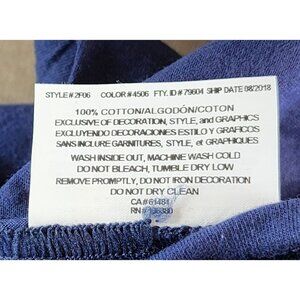 STYLE # 2F06 COLOR # 4506 FTY. ID # 79604 SHIP DATE 08/2018
100% COTTON/ALGODÓN/COTON
EXCLUSIVE OF DECORATION, STYLE, and GRAPHICS
EXCLUYENDO DECORACIONES ESTILO Y GRAFICOS
SANS INCLURE GARNITURES, STYLE, et GRAPHIQUES
WASH INSIDE OUT, MACHINE WASH COLD
DO NOT BLEACH, TUMBLE DRY LOW
REMOVE PROMPTLY, DO NOT IRON DECORATION
DO NOT DRY CLEAN
CA # 61481
RN #